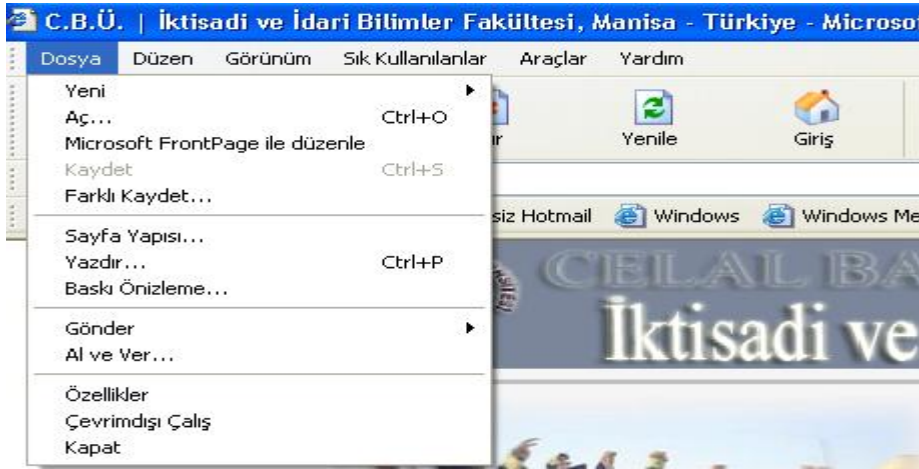 C.B.Ü. | İktisadi ve İdari Bilimler Fakültesi, Manisa - Türkiye - Microso
Dosya Düzen Görünüm Sık Kullanılanlar Araçlar Yardım
Yenile Giriş
Yeni
Aç... Ctrl+O
Microsoft FrontPage ile düzenle
Kaydet Ctrl+S
Farklı Kaydet...
siz Hotmail Windows Windows Me
Sayfa Yapısı...
Yazdır... Ctrl+P
Baskı Önizleme...
CELAL BA
İktisadi ve
Gönder
Al ve Ver...
Özellikler
Çevrimdışı Çalış
Kapat